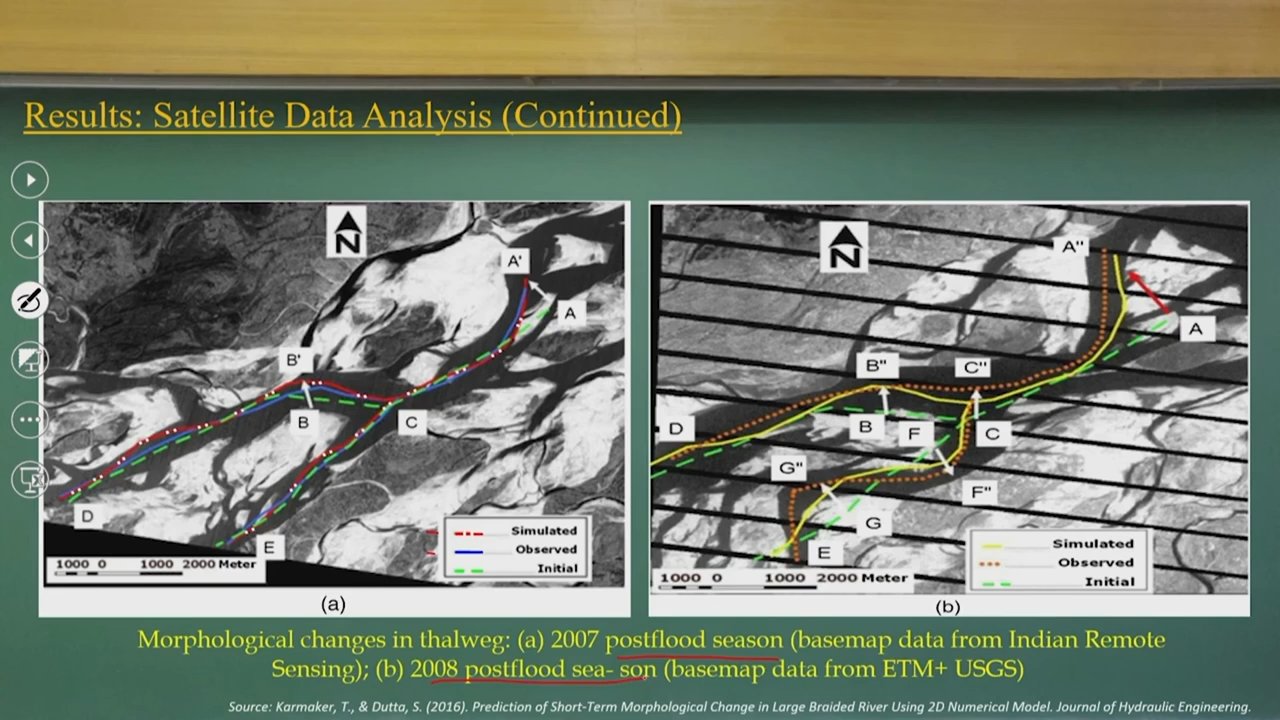 Results: Satellite Data Analysis (Continued)
N
A'
A
B'
B
C
D
E
Simulated
Observed
Initial
1000 0 1000 2000 Meter
(a)
N
A"
A
B"
C"
D
B
F
C
G"
F"
G
E
Simulated
Observed
Initial
1000 0 1000 2000 Meter
(b)
Morphological changes in thalweg: (a) 2007 postflood season (basemap data from Indian Remote
Sensing); (b) 2008 postflood sea- son (basemap data from ETM+ USGS)
Source: Karmaker, T., & Dutta, S. (2016). Prediction of Short-Term Morphological Change in Large Braided River Using 2D Numerical Model. Journal of Hydraulic Engineering.